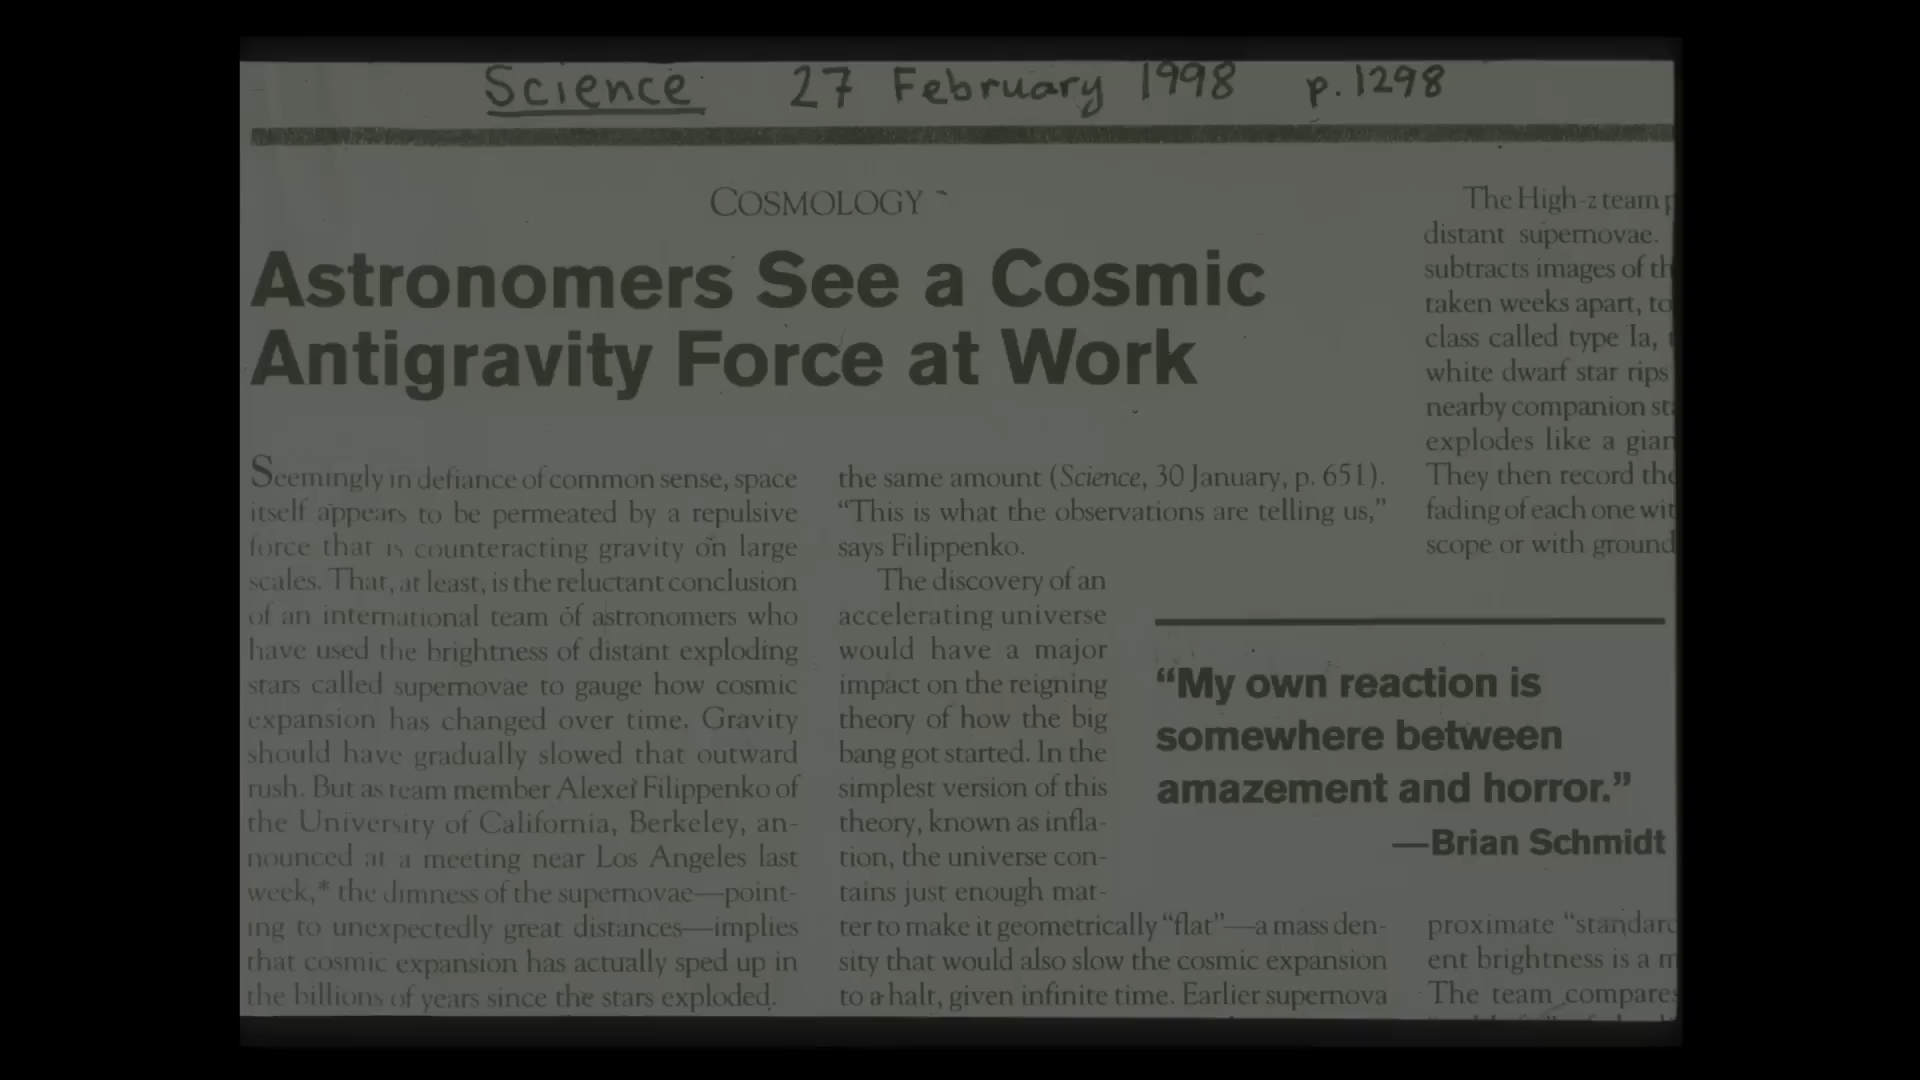 Science 27 February 1998 p.1298
COSMOLOGY
Astronomers See a Cosmic
Antigravity Force at Work
Seemingly in defiance of common sense, space
itself appears to be permeated by a repulsive
force that is counteracting gravity on large
scales. That, at least, is the reluctant conclusion
of an international team of astronomers who
have used the brightness of distant exploding
stars called supernovae to gauge how cosmic
expansion has changed over time. Gravity
should have gradually slowed that outward
rush. But as team member Alexei Filippenko of
the University of California, Berkeley, an-
nounced at a meeting near Los Angeles last
week,* the dimness of the supernovae—point-
ing to unexpectedly great distances—implies
that cosmic expansion has actually sped up in
the billions of years since the stars exploded.
the same amount (Science, 30 January, p. 651).
“This is what the observations are telling us,”
says Filippenko.
The discovery of an
accelerating universe
would have a major
impact on the reigning
theory of how the big
bang got started. In the
simplest version of this
theory, known as infla-
tion, the universe con-
tains just enough mat-
ter to make it geometrically “flat”—a mass den-
sity that would also slow the cosmic expansion
to a halt, given infinite time. Earlier supernova
The High-z team
distant supernovae.
subtracts images of
taken weeks apart, to
class called type Ia,
white dwarf star rips
nearby companion
explodes like a
They then record
fading of each one
scope or with ground
“My own reaction is
somewhere between
amazement and horror.”
—Brian Schmidt
proximate “standard
ent brightness is a
The team compares